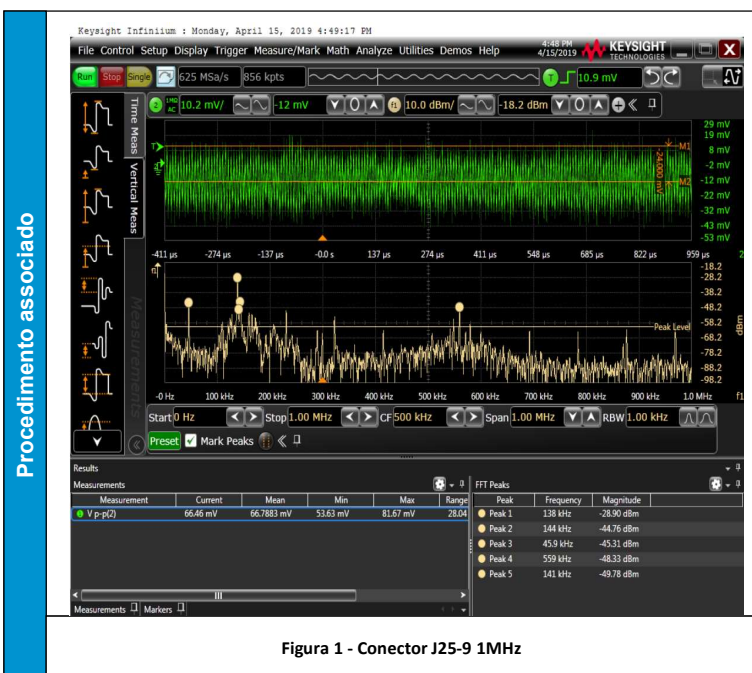 Procedimento associado
Keysight Infiniium : Monday, April 15, 2019 4:49:17 PM
File Control Setup Display Trigger Measure/Mark Math Analyze Utilities Demos Help
4:48 PM
4/15/2019
KEYSIGHT
TECHNOLOGIES
Run Stop Single 625 MSa/s 856 kpts T 10.9 mV
Time Meas
Vertical Meas
Measurements
2 1MΩ AC 10.2 mV/ -12 mV 0 f1 10.0 dBm/ -18.2 dBm 0
29 mV
19 mV
8 mV
-2 mV
-12 mV
-22 mV
-32 mV
-43 mV
-53 mV
T
M1
M2
-24.0000 mV
-411 µs -274 µs -137 µs -0.0 s 137 µs 274 µs 411 µs 548 µs 685 µs 822 µs 959 µs 2
f1
-18.2
-28.2
-38.2
-48.2
-58.2
-68.2
-78.2
-88.2
-98.2
dBm
Peak Level
-0 Hz 100 kHz 200 kHz 300 kHz 400 kHz 500 kHz 600 kHz 700 kHz 800 kHz 900 kHz 1.0 MHz f1
Start 0 Hz Stop 1.00 MHz CF 500 kHz Span 1.00 MHz RBW 1.00 kHz
Preset Mark Peaks
Results
Measurements
Measurement Current Mean Min Max Range
V p-p(2) 66.46 mV 66.7883 mV 53.63 mV 81.67 mV 28.04
Measurements Markers
FFT Peaks
Peak Frequency Magnitude
Peak 1 138 kHz -28.90 dBm
Peak 2 144 kHz -44.76 dBm
Peak 3 45.9 kHz -45.31 dBm
Peak 4 559 kHz -48.33 dBm
Peak 5 141 kHz -49.78 dBm
Figura 1 - Conector J25-9 1MHz